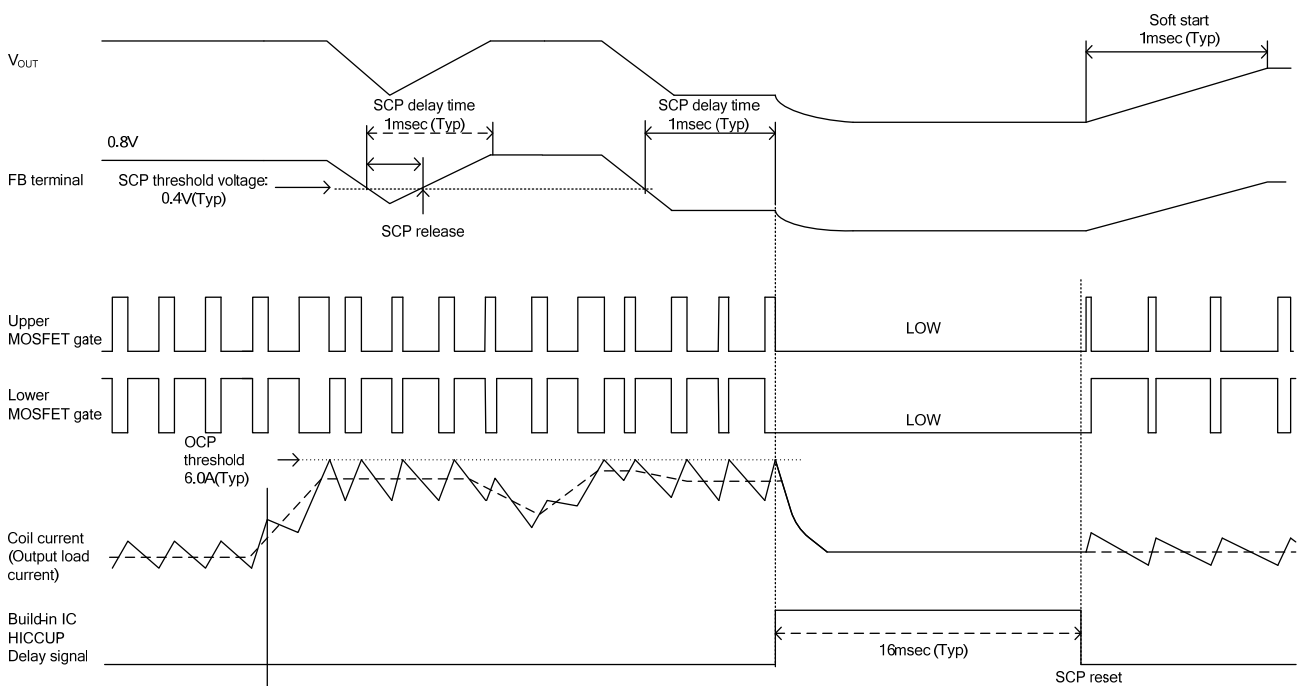 Soft start
1msec (Typ)
VOUT
SCP delay time
1msec (Typ)
SCP delay time
1msec (Typ)
0.8V
FB terminal
SCP threshold voltage:
0.4V(Typ)
SCP release
Upper
MOSFET gate
LOW
Lower
MOSFET gate
LOW
OCP
threshold
6.0A(Typ)
Coil current
(Output load
current)
Build-in IC
HICCUP
Delay signal
16msec (Typ)
SCP reset